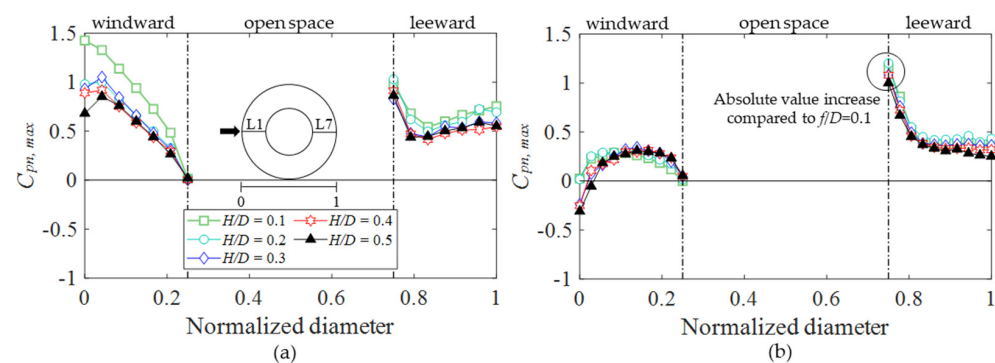 (a)
windward open space leeward
1.5
1
0.5
0
-0.5
-1
C_pn, max
L1 L7
0 1
H/D = 0.1 H/D = 0.4
H/D = 0.2 H/D = 0.5
H/D = 0.3
0 0.2 0.4 0.6 0.8 1
Normalized diameter
(a)
(b)
windward open space leeward
1.5
1
0.5
0
-0.5
-1
C_pn, max
Absolute value increase
compared to f/D=0.1
0 0.2 0.4 0.6 0.8 1
Normalized diameter
(b)